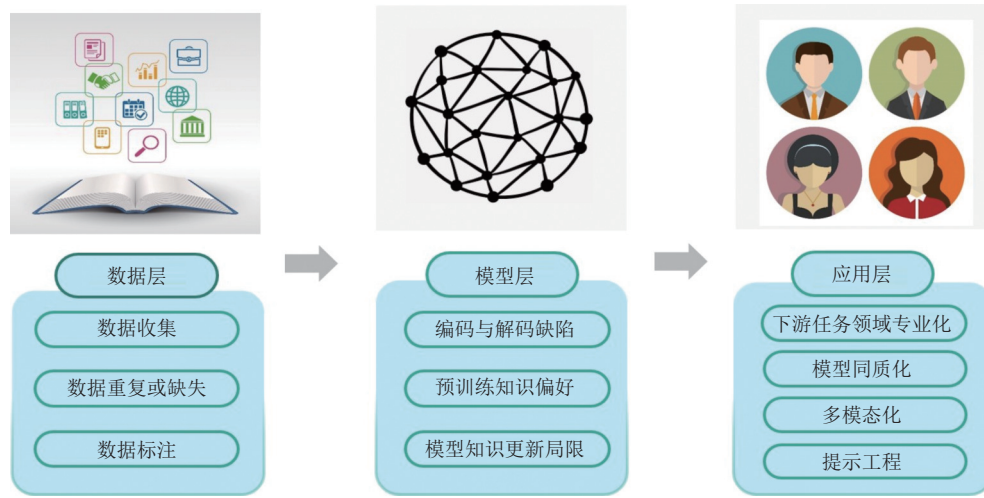 数据层
数据收集
数据重复或缺失
数据标注
模型层
编码与解码缺陷
预训练知识偏好
模型知识更新局限
应用层
下游任务领域专业化
模型同质化
多模态化
提示工程